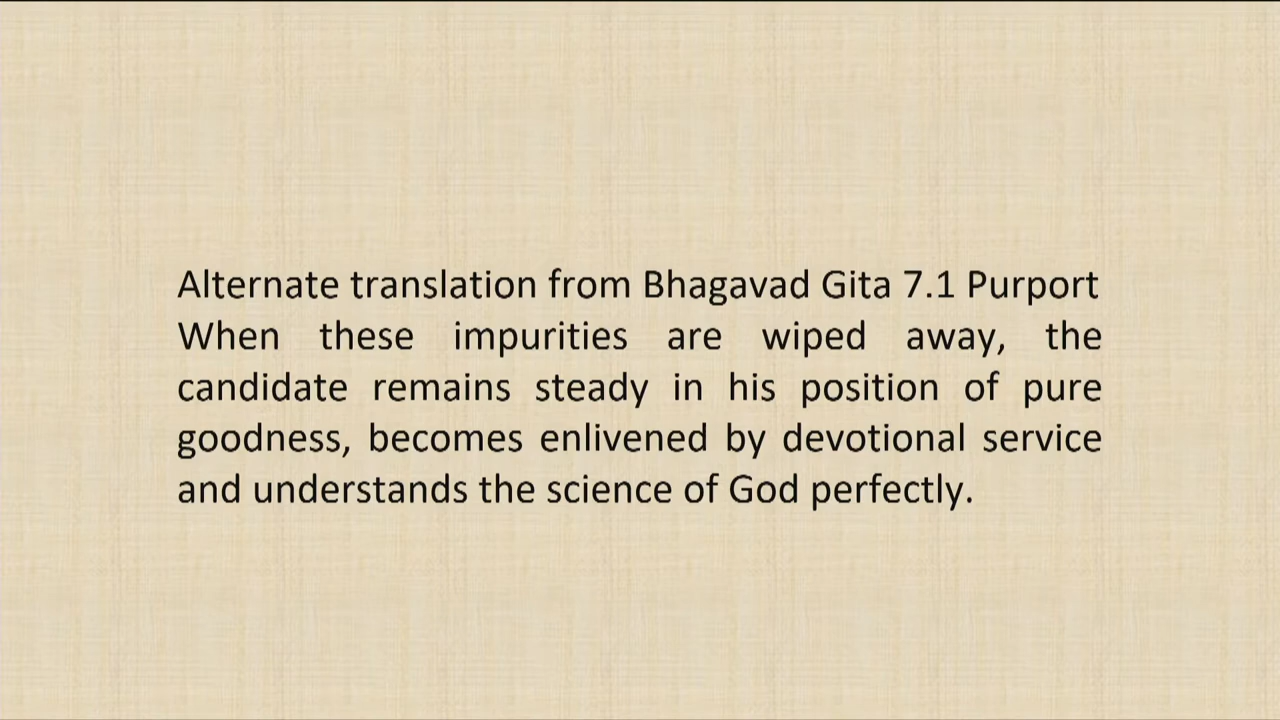 Alternate translation from Bhagavad Gita 7.1 Purport
When these impurities are wiped away, the
candidate remains steady in his position of pure
goodness, becomes enlivened by devotional service
and understands the science of God perfectly.